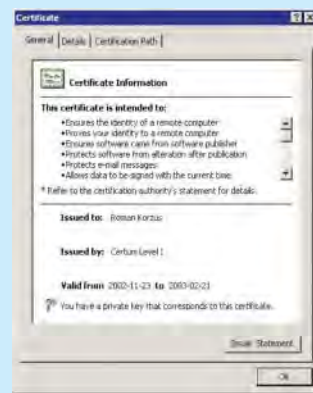 Certificate
General Details Certification Path
Certificate Information
This certificate is intended to:
•Ensures the identity of a remote computer
•Proves your identity to a remote computer
•Ensures software came from software publisher
•Protects software from alteration after publication
•Protects e-mail messages
•Allows data to be signed with the current time
* Refer to the certification authority's statement for details.
Issued to: Roman Korzus
Issued by: Certum Level I
Valid from 2002-11-23 to 2003-02-21
You have a private key that corresponds to this certificate.
Issuer Statement
OK